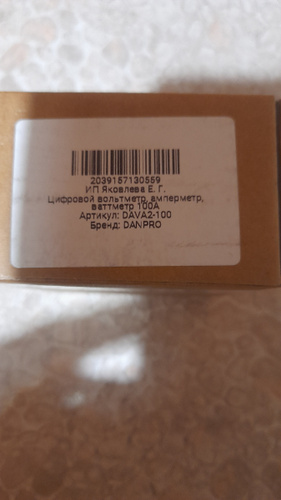 2039157130559
ИП Яковлева Е. Г.
Цифровой вольтметр, амперметр,
ваттметр 100А
Артикул: DAVA2-100
Бренд: DANPRO